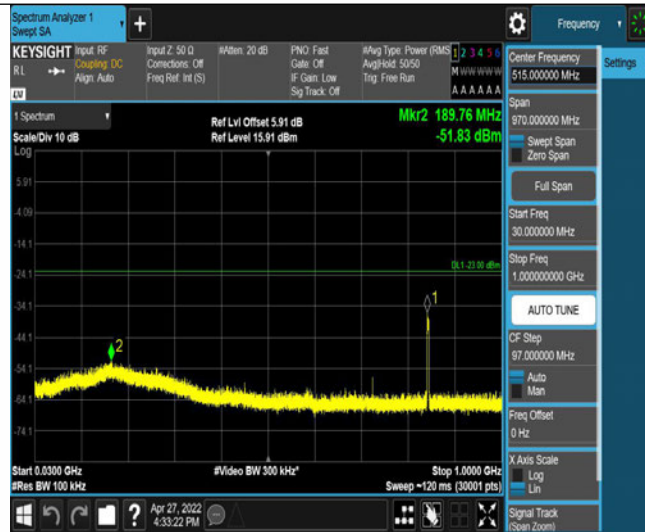 Spectrum Analyzer 1
Swept SA
+
Frequency
KEYSIGHT
RL
LXI
Input: RF
Coupling: DC
Align: Auto
Input Z: 50 Ω
Corrections: Off
Freq Ref: Int (S)
#Atten: 20 dB
PNO: Fast
Gate: Off
IF Gain: Low
Sig Track: Off
#Avg Type: Power (RMS
Avg|Hold: 50/50
Trig: Free Run
1 2 3 4 5 6
M W W W W W
A A A A A A
Center Frequency
515.000000 MHz
Settings
Span
970.000000 MHz
Swept Span
Zero Span
Full Span
Start Freq
30.000000 MHz
Stop Freq
1.000000000 GHz
AUTO TUNE
CF Step
97.000000 MHz
Auto
Man
Freq Offset
0 Hz
X Axis Scale
Log
Lin
Signal Track
(Span Zoom)
1 Spectrum
Scale/Div 10 dB
Log
Ref Lvl Offset 5.91 dB
Ref Level 15.91 dBm
Mkr2 189.76 MHz
-51.83 dBm
5.91
-4.09
-14.1
-24.1
-34.1
-44.1
-54.1
-64.1
-74.1
DL1 -23.00 dBm
1
2
Start 0.0300 GHz
#Res BW 100 kHz
#Video BW 300 kHz*
Stop 1.0000 GHz
Sweep ~120 ms (30001 pts)
?
Apr 27, 2022
4:33:22 PM